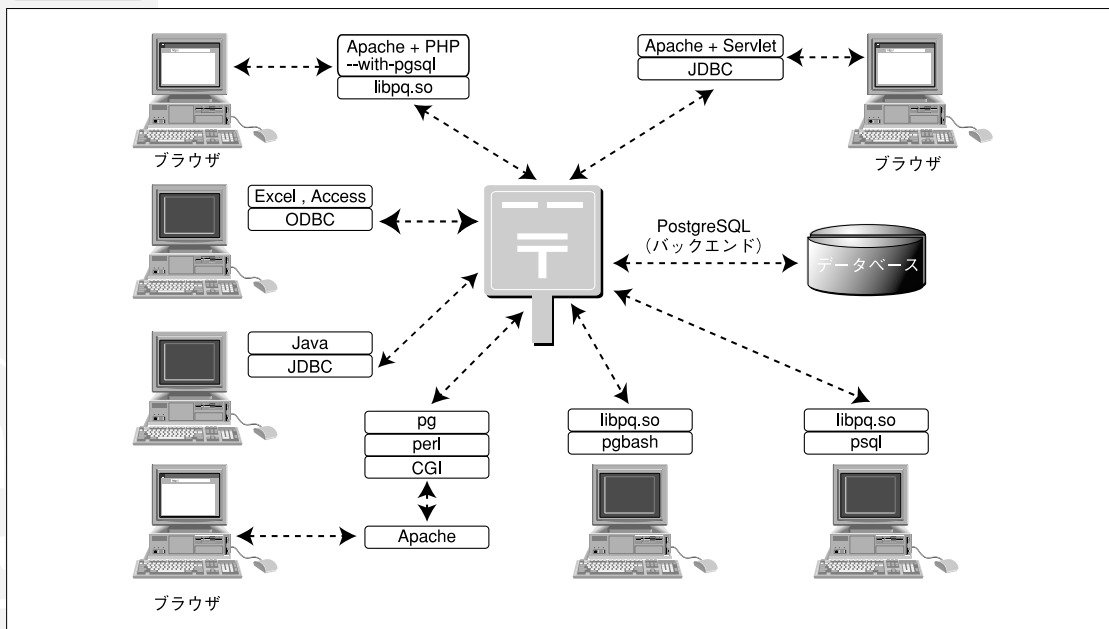 Apache + PHP
--with-pgsql
libpq.so
ブラウザ
Apache + Servlet
JDBC
ブラウザ
Excel , Access
ODBC
〒
PostgreSQL
（バックエンド）
データベース
Java
JDBC
pg
perl
CGI
Apache
ブラウザ
libpq.so
pgbash
libpq.so
psql